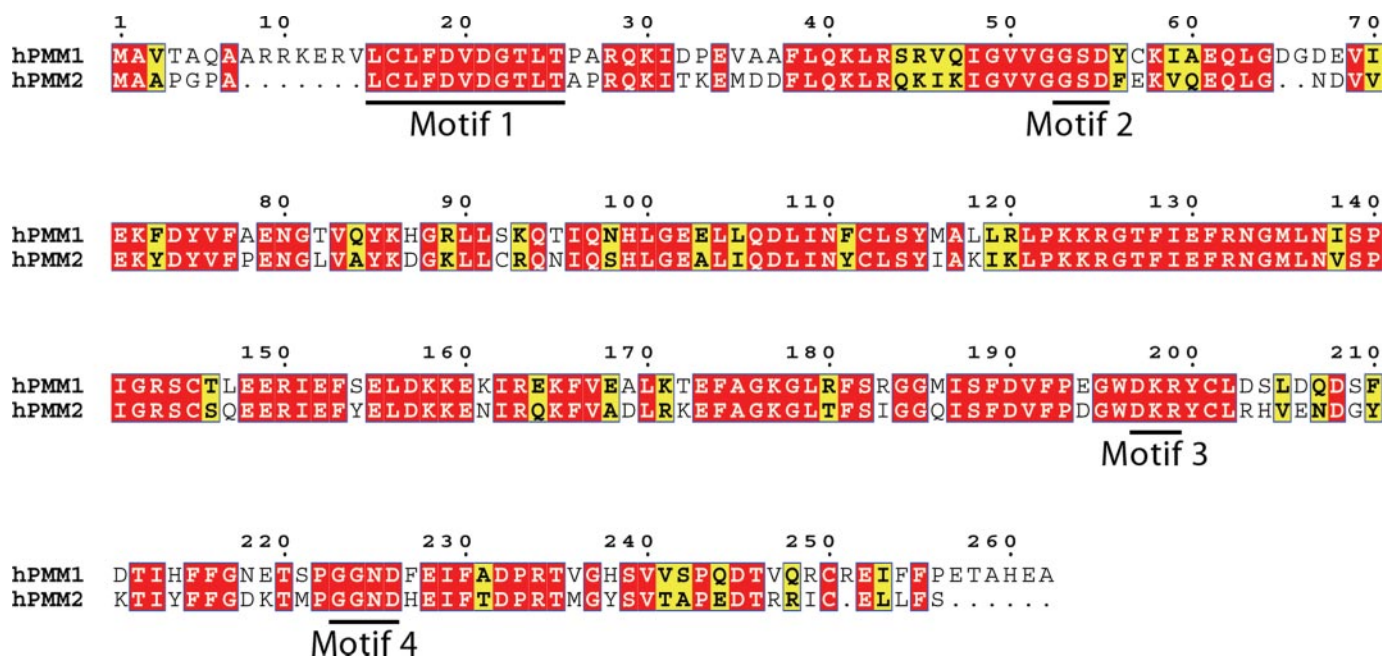 1 10 20 30 40 50 60 70
hPMM1 MAVTAQAARRKERVLCLFDVDGTLTPARQKIDPEVAAFLQKLRSRVQIGVVGGSDYCKIAEQLGDGDEVI
hPMM2 MAAPGPA.......LCLFDVDGTLTAPRQKITKEMDDFLQKLRQKIKIGVVGGSDFEKVQEQLG..NDVV
Motif 1 Motif 2
80 90 100 110 120 130 140
hPMM1 EKFDYVFAENGTVQYKHGRLLSKQTIQNHLGEELLQDLINFCLSYMALLRLPKKRGTFIEFRNGMLNISP
hPMM2 EKYDYVFPENGLVAYKDGKLLCRQNIQSHLGEALIQDLINYCLSYIAKIKLPKKRGTFIEFRNGMLNVSP
150 160 170 180 190 200 210
hPMM1 IGRSCTLEERIEFSELDKKEKIREKFVEALKTEFAGKGLRFSRGGMISFDVFPEGWDKRYCLDSLDQDSF
hPMM2 IGRSCSQEERIEFYELDKKENIRQKFVADLRKEFAGKGLTFSIGGQISFDVFPDGWDKRYCLRHVENDGY
Motif 3
220 230 240 250 260
hPMM1 DTIHFFGNETSPGGNDFEIFADPRTVGHSVVSPQDTVQRCREIFFPETAHEA
hPMM2 KTIYFFGDKTMPGGNDHEIFTDPRTMGYSVTAPEDTRRIC.ELLFS......
Motif 4